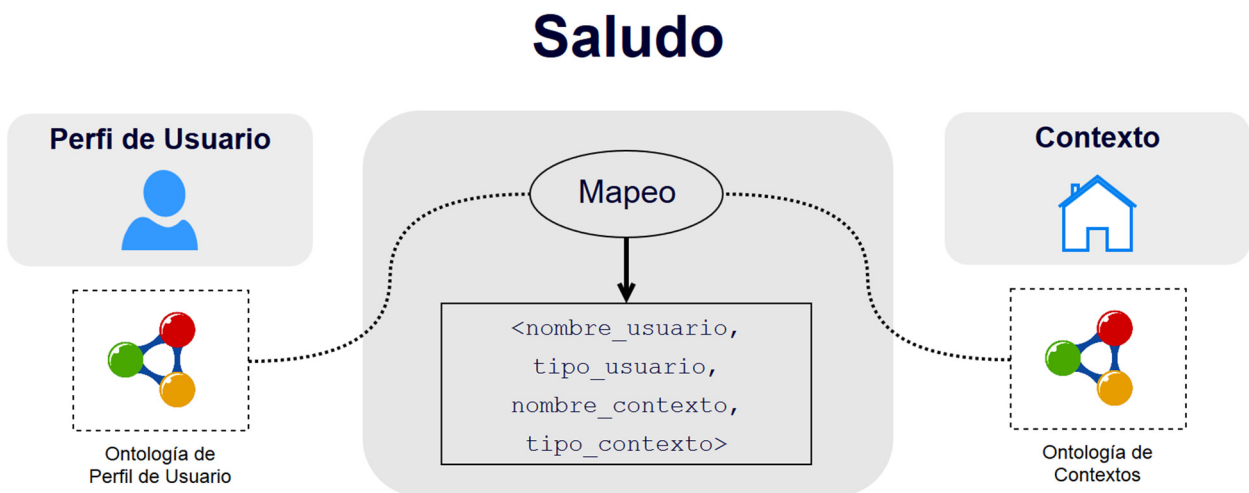 Saludo
Perfi de Usuario
Ontología de
Perfil de Usuario
Mapeo
<nombre_usuario,
tipo_usuario,
nombre_contexto,
tipo_contexto>
Contexto
Ontología de
Contextos